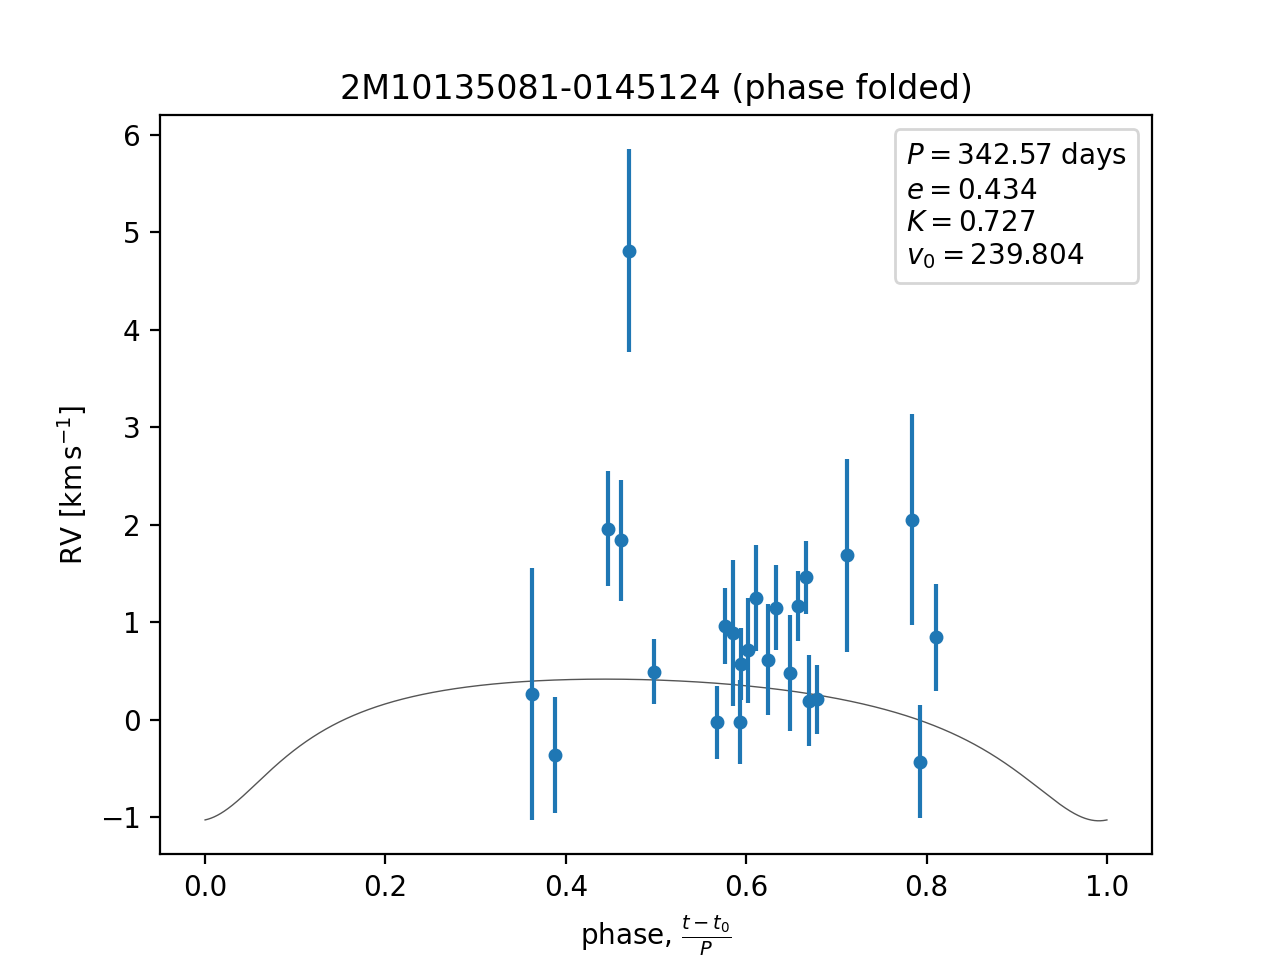 2M10135081-0145124 (phase folded)
P = 342.57 days
e = 0.434
K = 0.727
v₀ = 239.804
RV [km s⁻¹]
6
5
4
3
2
1
0
−1
0.0 0.2 0.4 0.6 0.8 1.0
phase, (t − t₀)/P